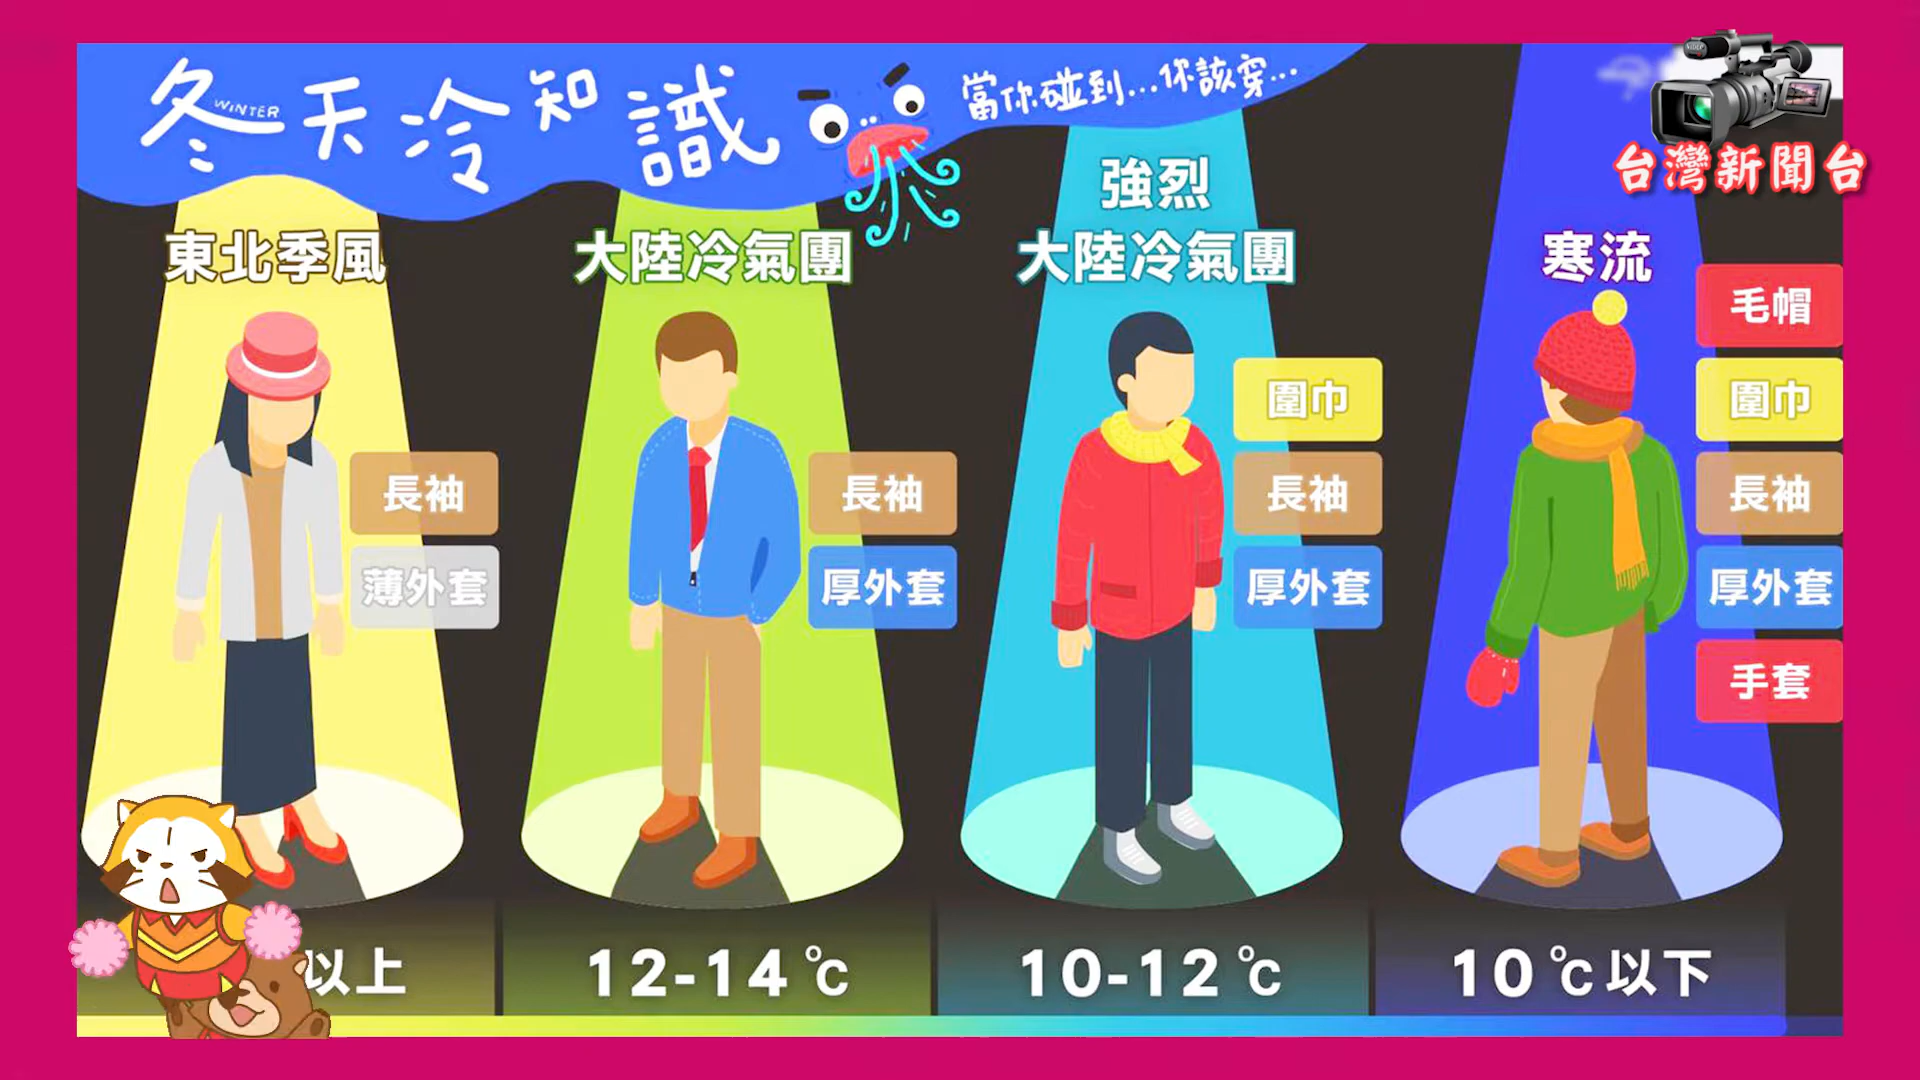 冬天冷知識
WINTER
當你碰到...你該穿...
台灣新聞台
東北季風
長袖
薄外套
以上
大陸冷氣團
長袖
厚外套
12-14℃
強烈
大陸冷氣團
圍巾
長袖
厚外套
10-12℃
寒流
毛帽
圍巾
長袖
厚外套
手套
10℃以下